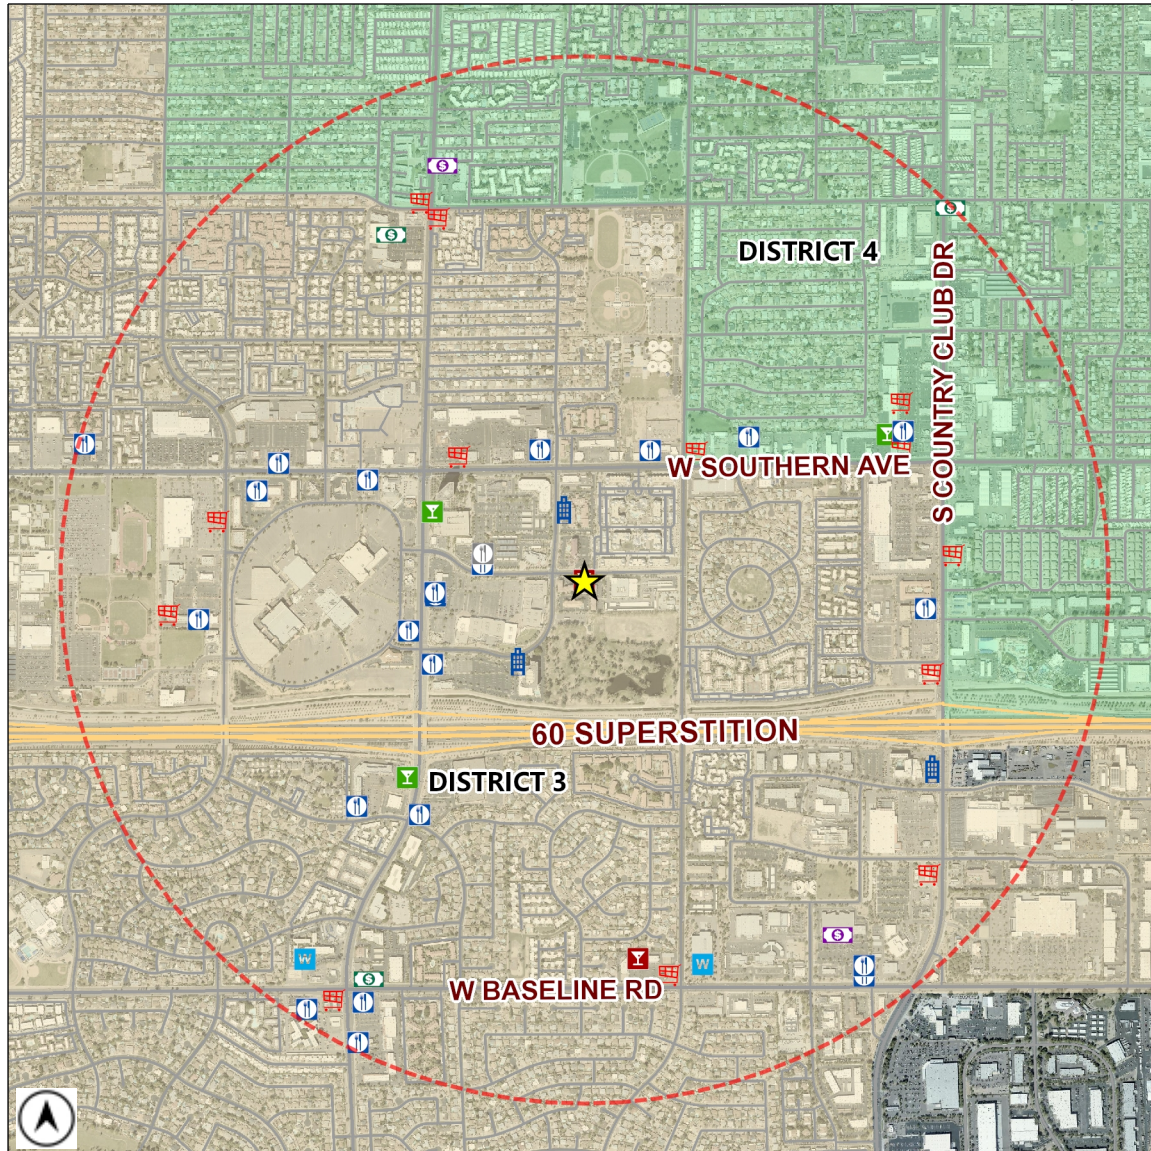 DISTRICT 4
S COUNTRY CLUB DR
W SOUTHERN AVE
60 SUPERSTITION
DISTRICT 3
W
W
W BASELINE RD